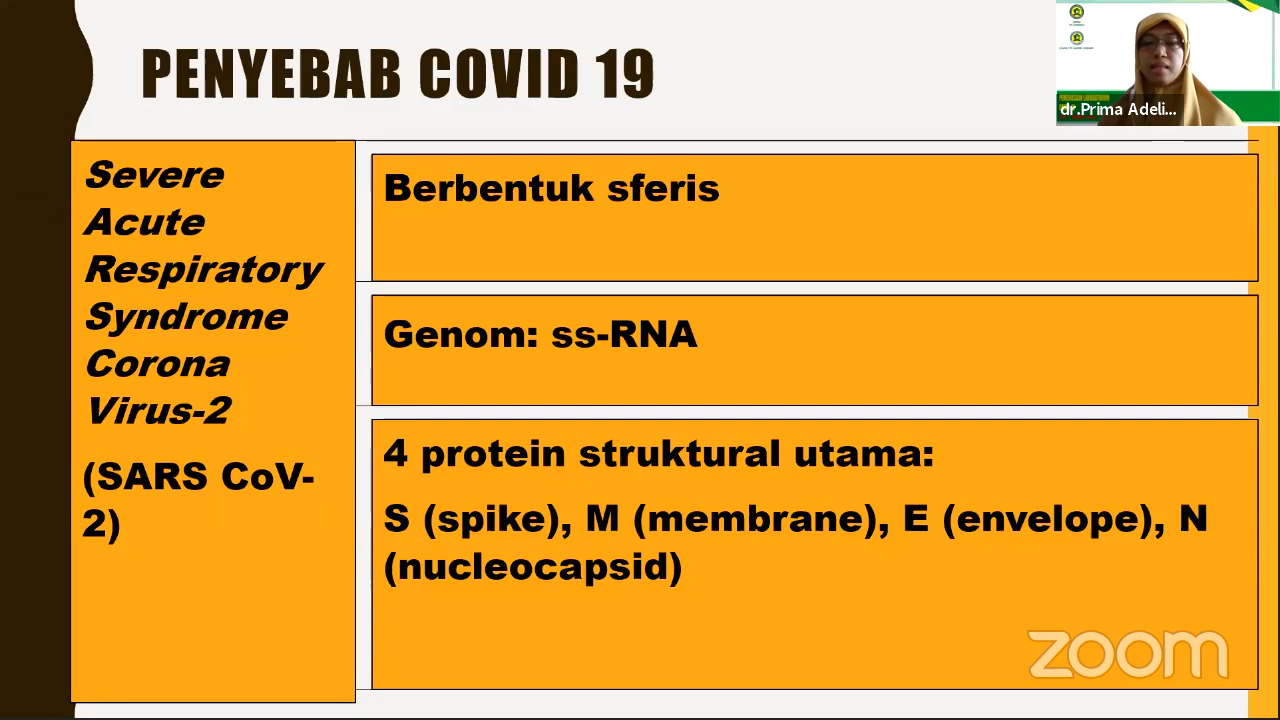 PENYEBAB COVID 19
dr.Prima Adeli...
Severe
Acute
Respiratory
Syndrome
Corona
Virus-2
(SARS CoV-
2)
Berbentuk sferis
Genom: ss-RNA
4 protein struktural utama:
S (spike), M (membrane), E (envelope), N
(nucleocapsid)
zoom